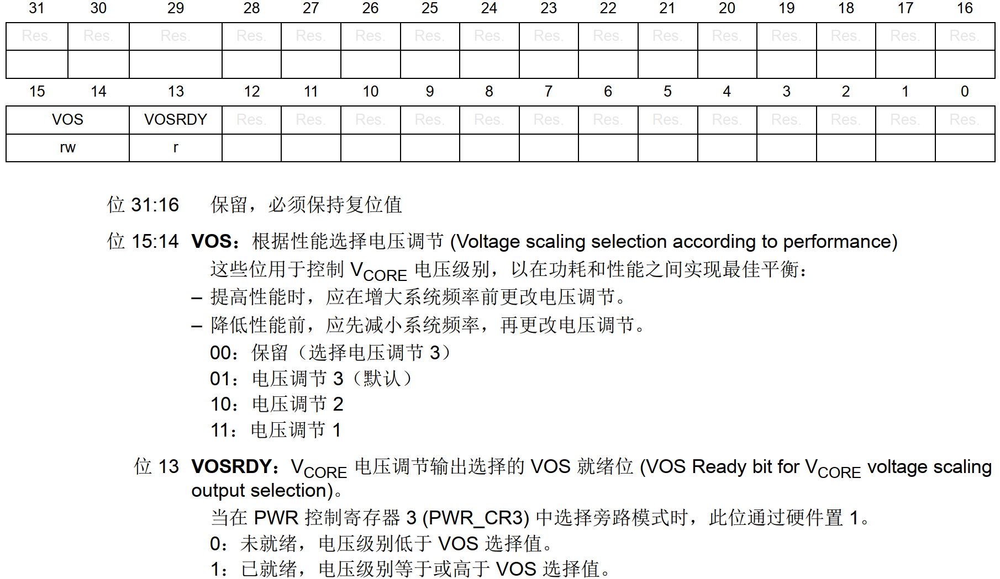 31 30 29 28 27 26 25 24 23 22 21 20 19 18 17 16
Res. Res. Res. Res. Res. Res. Res. Res. Res. Res. Res. Res. Res. Res. Res. Res.
15 14 13 12 11 10 9 8 7 6 5 4 3 2 1 0
VOS VOSRDY Res. Res. Res. Res. Res. Res. Res. Res. Res. Res. Res. Res. Res.
rw r
位 31:16 保留，必须保持复位值
位 15:14 VOS：根据性能选择电压调节 (Voltage scaling selection according to performance)
这些位用于控制 VCORE 电压级别，以在功耗和性能之间实现最佳平衡：
– 提高性能时，应在增大系统频率前更改电压调节。
– 降低性能前，应先减小系统频率，再更改电压调节。
00：保留（选择电压调节 3）
01：电压调节 3（默认）
10：电压调节 2
11：电压调节 1
位 13 VOSRDY：VCORE 电压调节输出选择的 VOS 就绪位 (VOS Ready bit for VCORE voltage scaling
output selection)。
当在 PWR 控制寄存器 3 (PWR_CR3) 中选择旁路模式时，此位通过硬件置 1。
0：未就绪，电压级别低于 VOS 选择值。
1：已就绪，电压级别等于或高于 VOS 选择值。